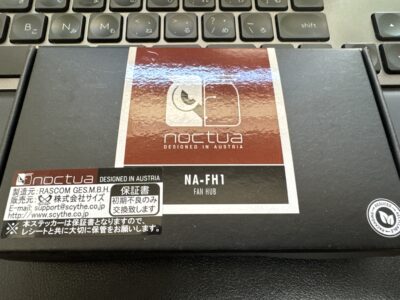 noctua
DESIGNED IN AUSTRIA
NA-FH1
FAN HUB
noctua DESIGNED IN AUSTRIA
製造元: RASCOM GES.M.B.H.
販売元: 株式会社サイズ
E-mail: support@scythe.co.jp
http://www.scythe.co.jp
保証書
初期不良のみ
交換致します
※ 本ステッカーは保証書となりますので、
レシートと共に大切に保管をお願いします。